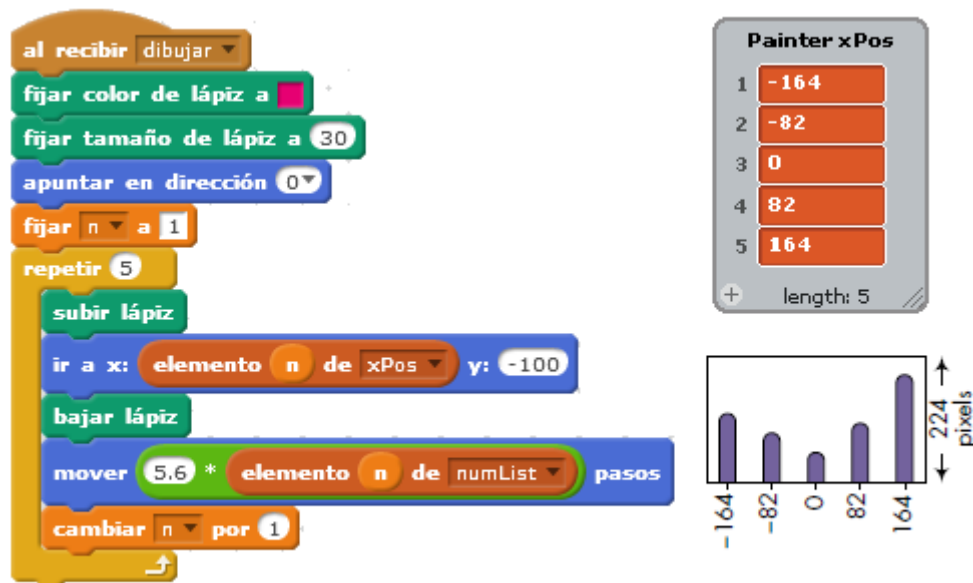 al recibir dibujar
fijar color de lápiz a
fijar tamaño de lápiz a 30
apuntar en dirección 0
fijar n a 1
repetir 5
subir lápiz
ir a x: elemento n de xPos y: -100
bajar lápiz
mover 5.6 * elemento n de numList pasos
cambiar n por 1
Painter xPos
1 -164
2 -82
3 0
4 82
5 164
+ length: 5
224
pixels
-164
-82
0
82
164